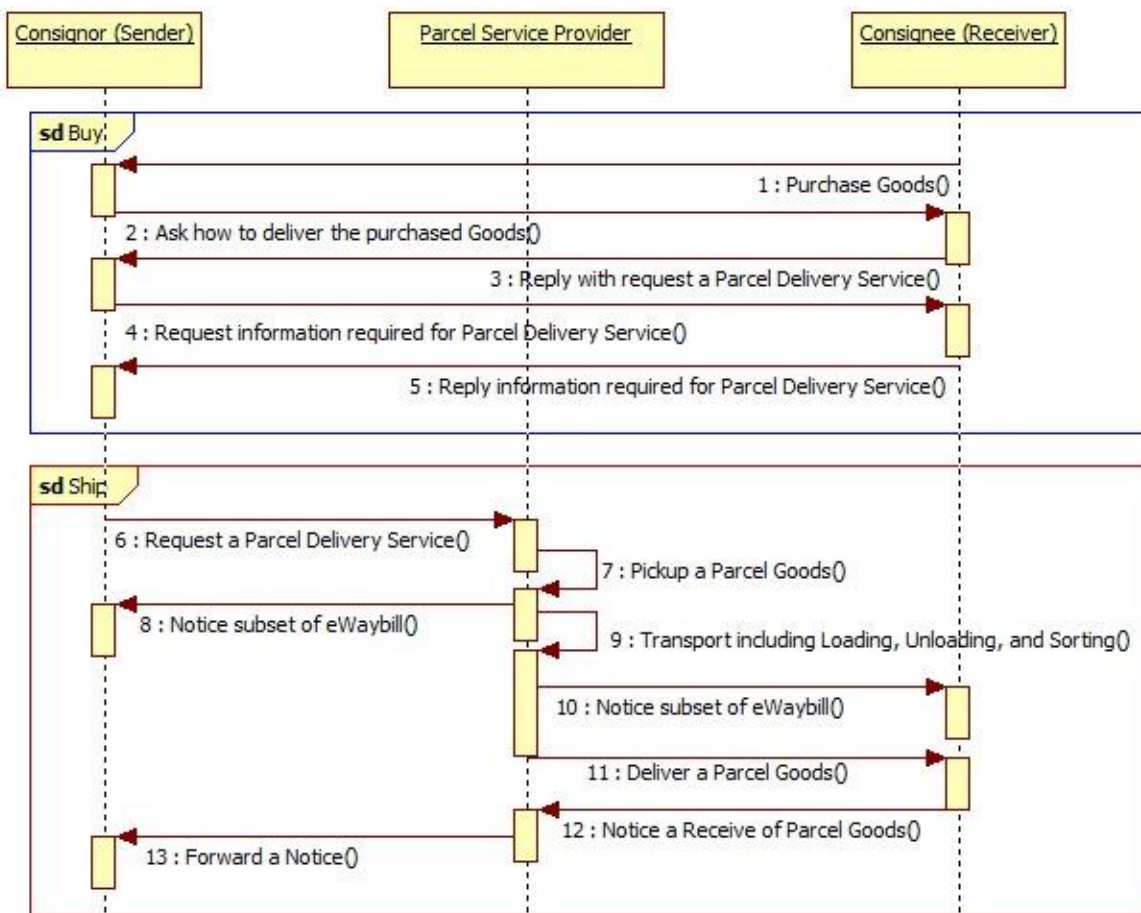 Consignor (Sender)
Parcel Service Provider
Consignee (Receiver)
sd Buy
1 : Purchase Goods()
2 : Ask how to deliver the purchased Goods()
3 : Reply with request a Parcel Delivery Service()
4 : Request information required for Parcel Delivery Service()
5 : Reply information required for Parcel Delivery Service()
sd Ship
6 : Request a Parcel Delivery Service()
7 : Pickup a Parcel Goods()
8 : Notice subset of eWaybill()
9 : Transport including Loading, Unloading, and Sorting()
10 : Notice subset of eWaybill()
11 : Deliver a Parcel Goods()
12 : Notice a Receive of Parcel Goods()
13 : Forward a Notice()